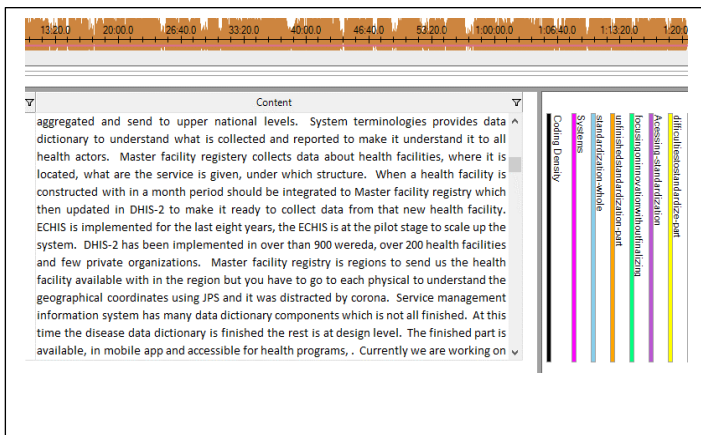 13:20.0 20:00.0 26:40.0 33:20.0 40:00.0 46:40.0 53:20.0 1:00:00.0 1:06:40.0 1:13:20.0 1:20:0
Content
aggregated and send to upper national levels. System terminologies provides data
dictionary to understand what is collected and reported to make it understand it to all
health actors. Master facility registery collects data about health facilities, where it is
located, what are the service is given, under which structure. When a health facility is
constructed with in a month period should be integrated to Master facility registry which
then updated in DHIS-2 to make it ready to collect data from that new health facility.
ECHIS is implemented for the last eight years, the ECHIS is at the pilot stage to scale up the
system. DHIS-2 has been implemented in over than 900 wereda, over 200 health facilities
and few private organizations. Master facility registry is regions to send us the health
facility available with in the region but you have to go to each physical to understand the
geographical coordinates using JPS and it was distracted by corona. Service management
information system has many data dictionary components which is not all finished. At this
time the disease data dictionary is finished the rest is at design level. The finished part is
available, in mobile app and accessible for health programs, . Currently we are working on
Coding Density
Systems
standardization-whole
unfinishedstandardization-part
locusingoninnovationwithoutfinalizing
Acessing-standardization
difficultiestostandardize-part